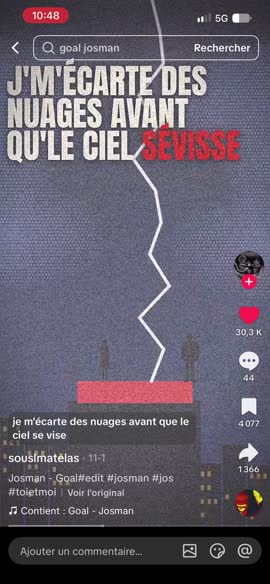 10:48
5G
goal josman
Rechercher
J'M'ÉCARTE DES
NUAGES AVANT
QU'LE CIEL SÉVISSE
30,3 K
44
4 077
1 366
je m'écarte des nuages avant que le
ciel se vise
souslmatelas · 11-1
Josman - Goal#edit #josman #jos
#toietmoi | Voir l'original
Contient : Goal - Josman
Ajouter un commentaire...